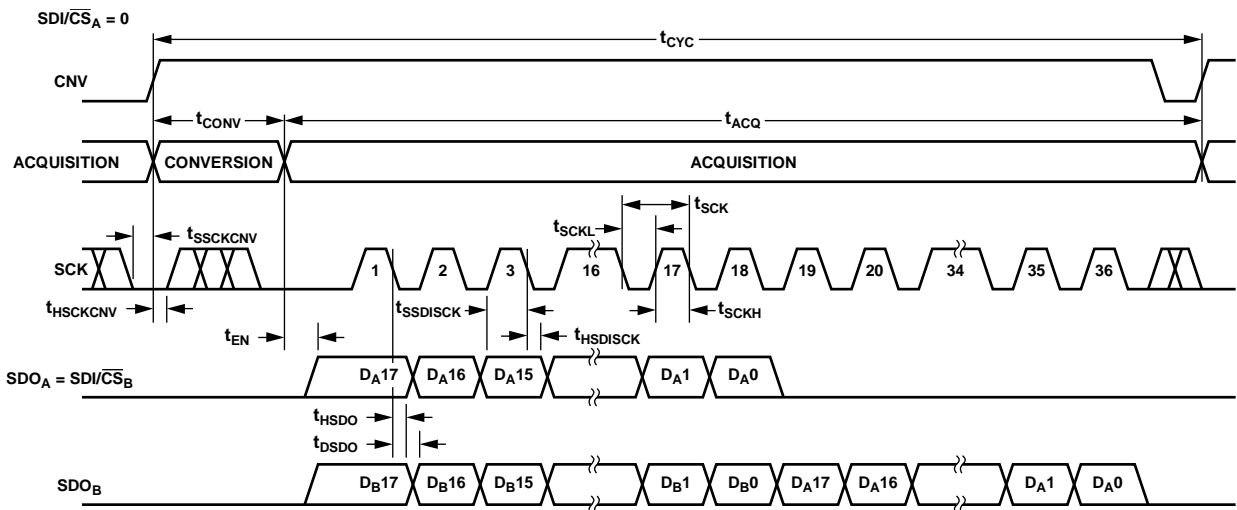 SDI/CSA = 0
tCYC
CNV
tCONV
tACQ
ACQUISITION CONVERSION ACQUISITION
tSCK
tSCKL
tSSCKCNV
SCK 1 2 3 16 17 18 19 20 34 35 36
tHSCKCNV
tSSDISCK
tSCKH
tEN
tHSDISCK
SDOA = SDI/CSB DA17 DA16 DA15 DA1 DA0
tHSDO
tDSDO
SDOB DB17 DB16 DB15 DB1 DB0 DA17 DA16 DA1 DA0